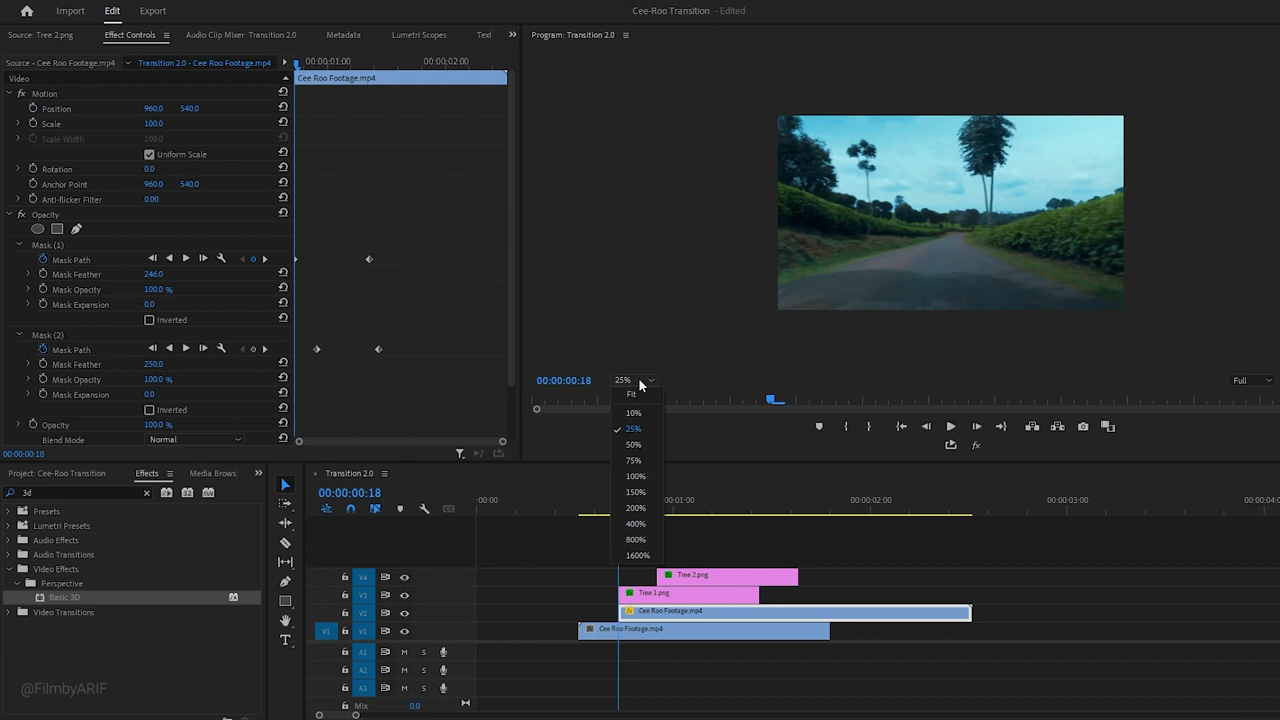 Import Edit Export Cee-Roo Transition - Edited
Source: Tree 2.png Effect Controls Audio Clip Mixer: Transition 2.0 Metadata Lumetri Scopes Text Program: Transition 2.0
Source - Cee Roo Footage.mp4 Transition 2.0 - Cee Roo Footage.mp4 00:00:01:00 00:00:02:00
Video Cee Roo Footage.mp4
fx Motion
Position 960.0 540.0
Scale 100.0
Scale Width 100.0
Uniform Scale
Rotation 0.0
Anchor Point 960.0 540.0
Anti-flicker Filter 0.00
fx Opacity
Mask (1)
Mask Path
Mask Feather 246.0
Mask Opacity 100.0 %
Mask Expansion 0.0
Inverted
Mask (2)
Mask Path
Mask Feather 250.0
Mask Opacity 100.0 %
Mask Expansion 0.0
Inverted
Opacity 100.0 %
Blend Mode Normal
00:00:00:18
00:00:00:18 25% Full
Fit
10%
25%
50%
75%
100%
150%
200%
400%
800%
1600%
fx
Project: Cee-Roo Transition Effects Media Brows
3d
Presets
Lumetri Presets
Audio Effects
Audio Transitions
Video Effects
Perspective
Basic 3D
Video Transitions
@FilmbyARIF
× Transition 2.0
00:00:00:18 :00:00 00:00:01:00 00:00:02:00 00:00:03:00 00:00:04:0
V4 Tree 2.png
V3 Tree 1.png
V2 fx Cee Roo Footage.mp4
V1 V1 Cee Roo Footage.mp4
A1 M S
A2 M S
A3 M S
Mix 0.0